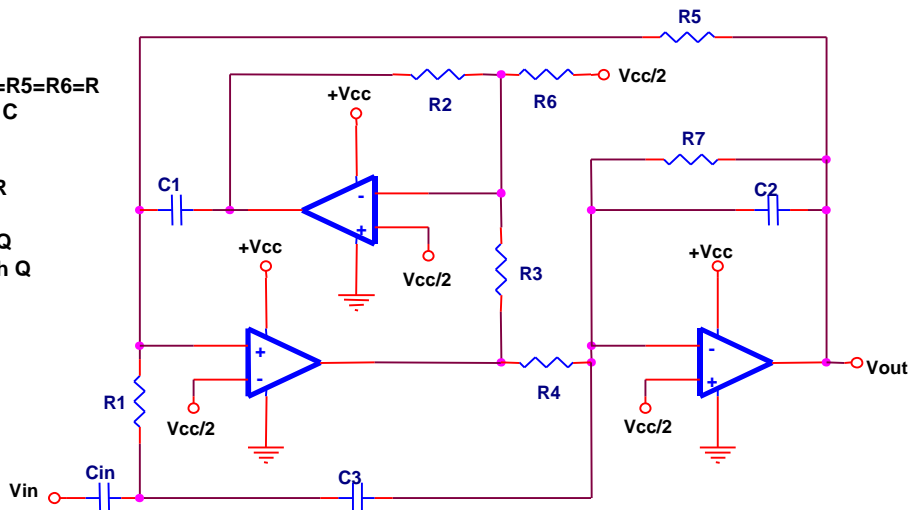 R5
=R5=R6=R
C
R2
R6
Vcc/2
+Vcc
R7
R
C1
C2
-
+
Q
h Q
+Vcc
Vcc/2
R3
+Vcc
+
-
-
+
R4
Vout
R1
Vcc/2
Vcc/2
Cin
C3
Vin